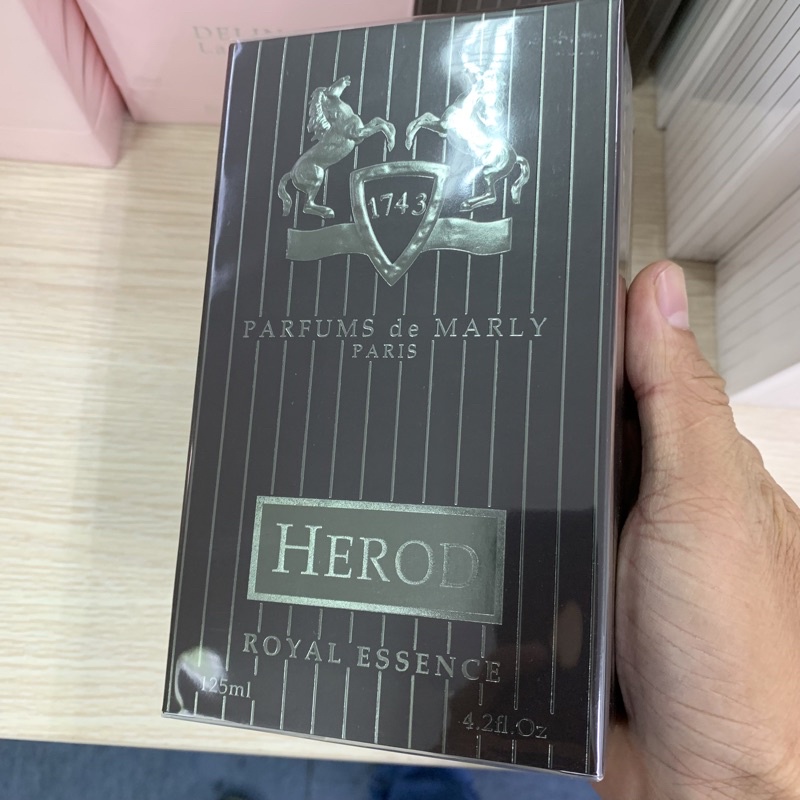 1743
PARFUMS de MARLY
PARIS
HEROD
ROYAL ESSENCE
125ml
4.2fl.Oz